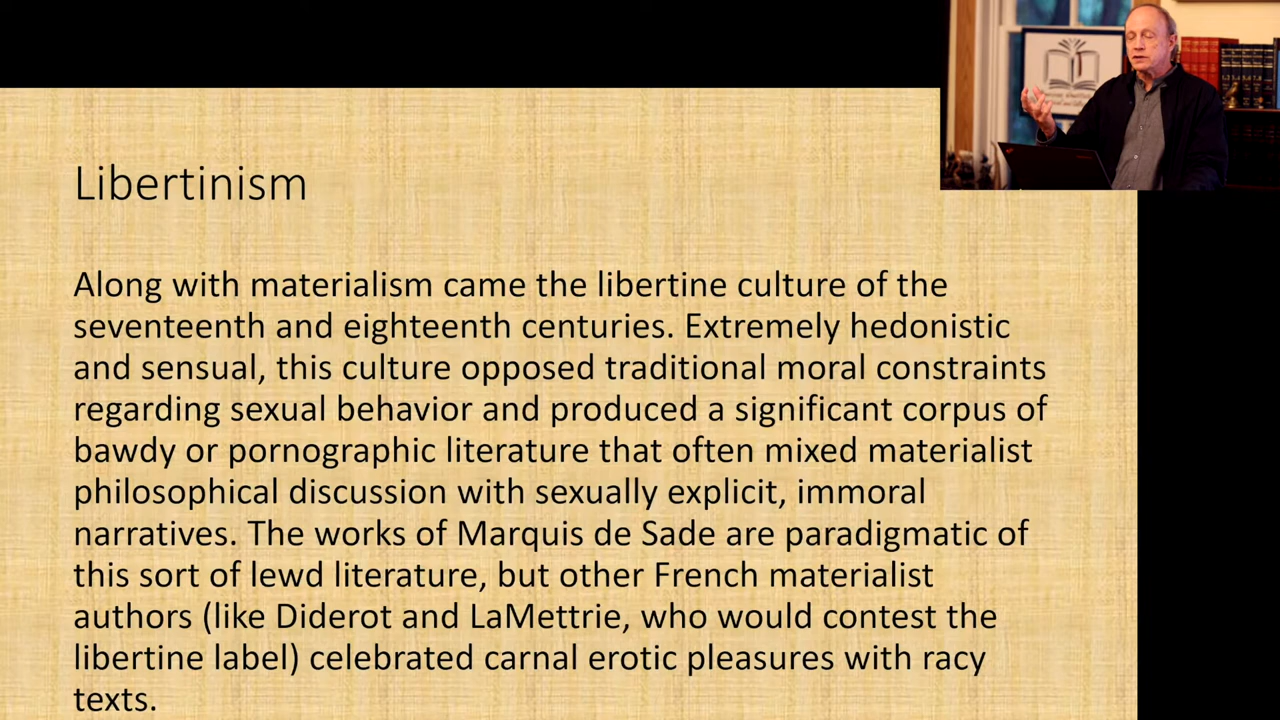 Libertinism
Along with materialism came the libertine culture of the
seventeenth and eighteenth centuries. Extremely hedonistic
and sensual, this culture opposed traditional moral constraints
regarding sexual behavior and produced a significant corpus of
bawdy or pornographic literature that often mixed materialist
philosophical discussion with sexually explicit, immoral
narratives. The works of Marquis de Sade are paradigmatic of
this sort of lewd literature, but other French materialist
authors (like Diderot and LaMettrie, who would contest the
libertine label) celebrated carnal erotic pleasures with racy
texts.